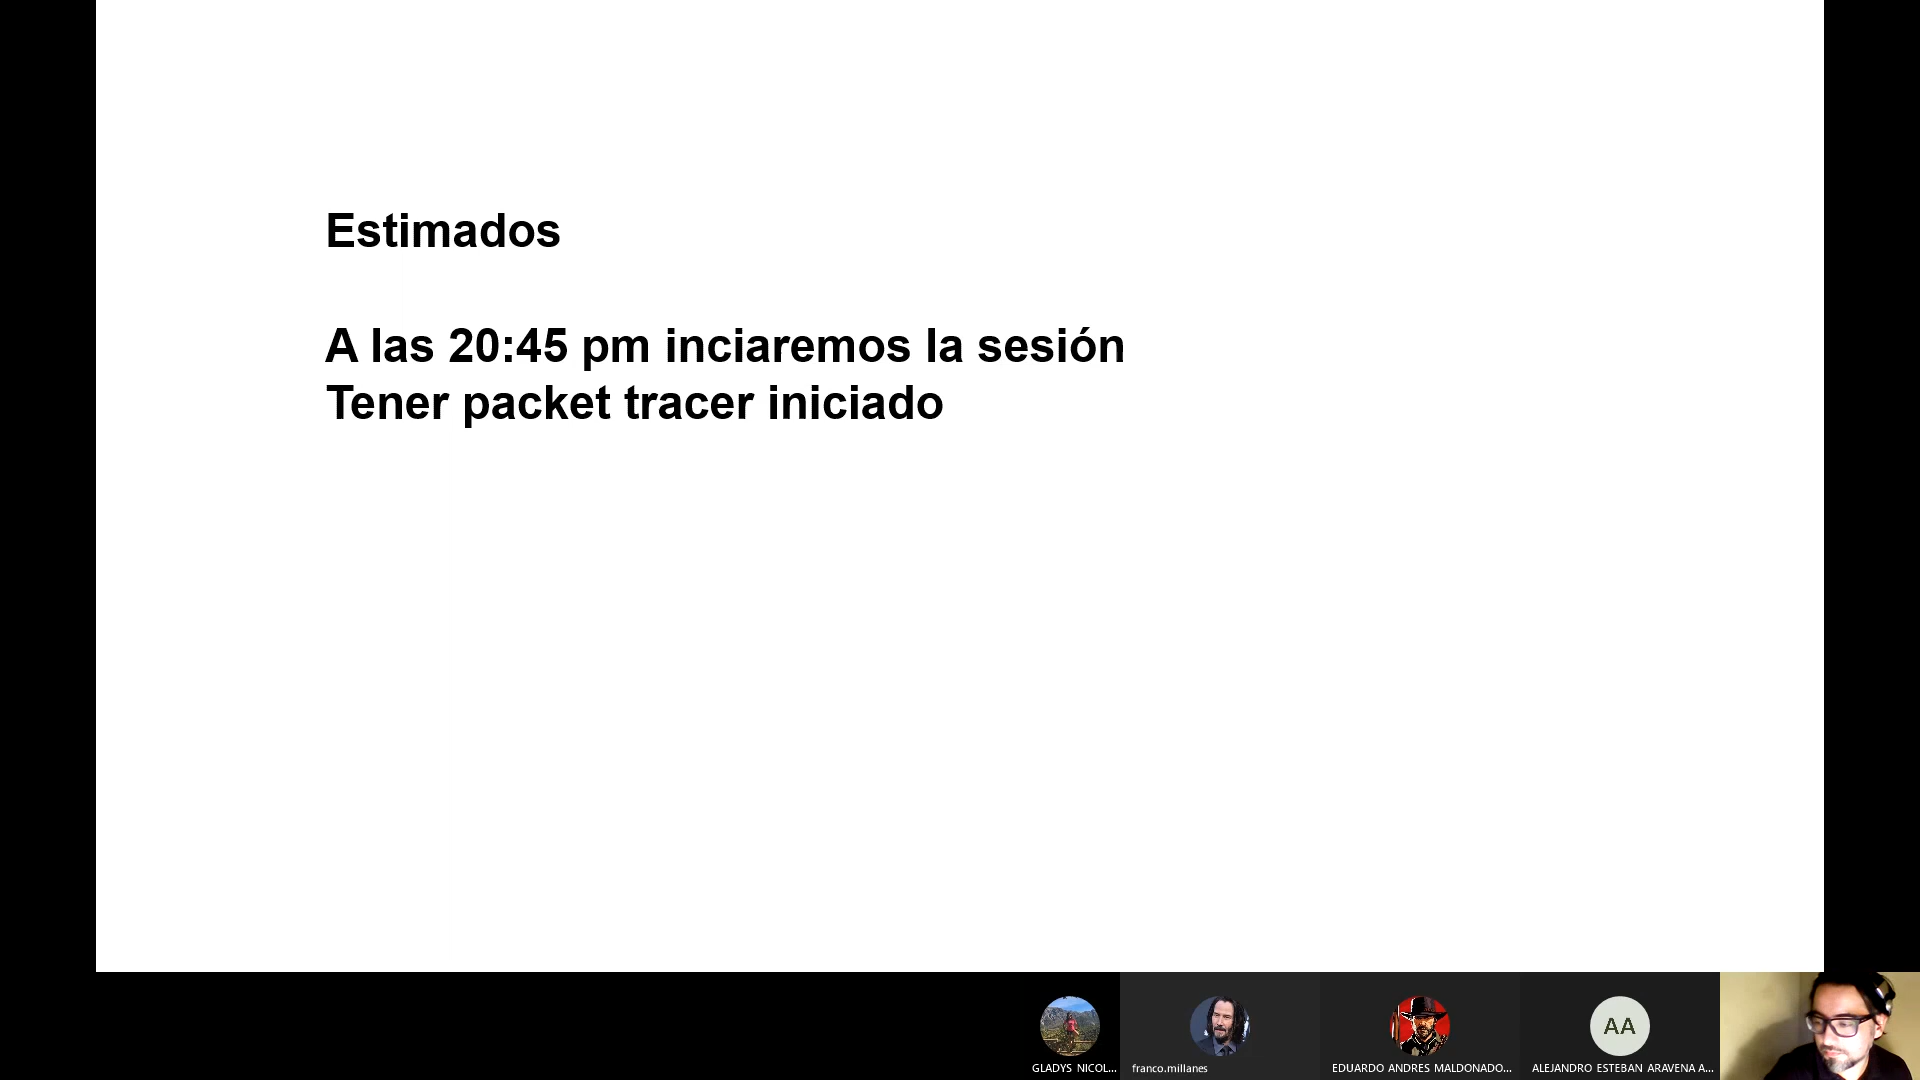 Estimados
A las 20:45 pm inciaremos la sesión
Tener packet tracer iniciado
AA
GLADYS NICOL...
franco.millanes
EDUARDO ANDRES MALDONADO...
ALEJANDRO ESTEBAN ARAVENA A...